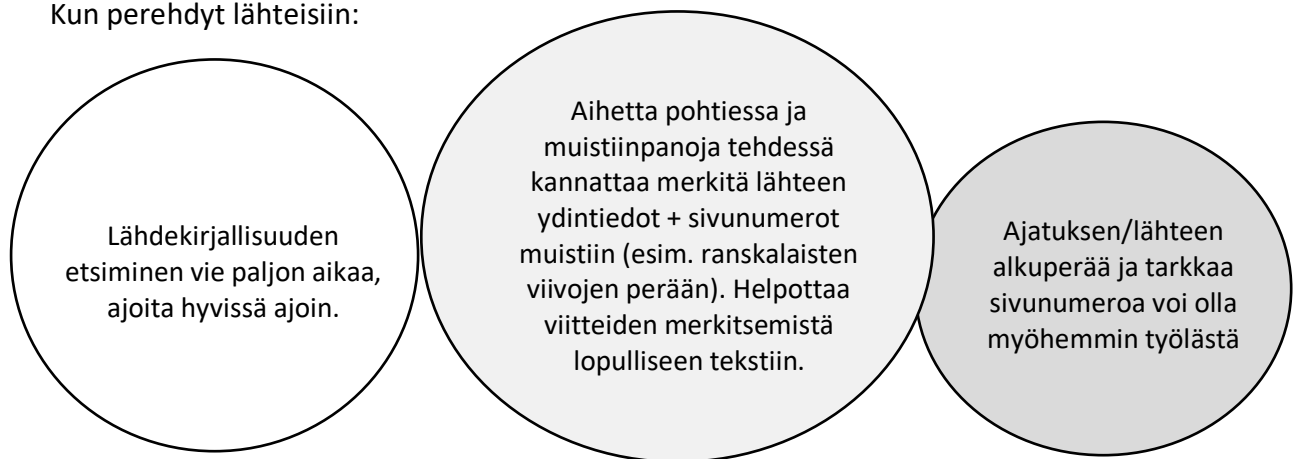 Kun perehdyt lähteisiin:
Lähdekirjallisuuden
etsiminen vie paljon aikaa,
ajoita hyvissä ajoin.
Aihetta pohtiessa ja
muistiinpanoja tehdessä
kannattaa merkitä lähteen
ydintiedot + sivunumerot
muistiin (esim. ranskalaisten
viivojen perään). Helpottaa
viitteiden merkitsemistä
lopulliseen tekstiin.
Ajatuksen/lähteen
alkuperää ja tarkkaa
sivunumeroa voi olla
myöhemmin työlästä